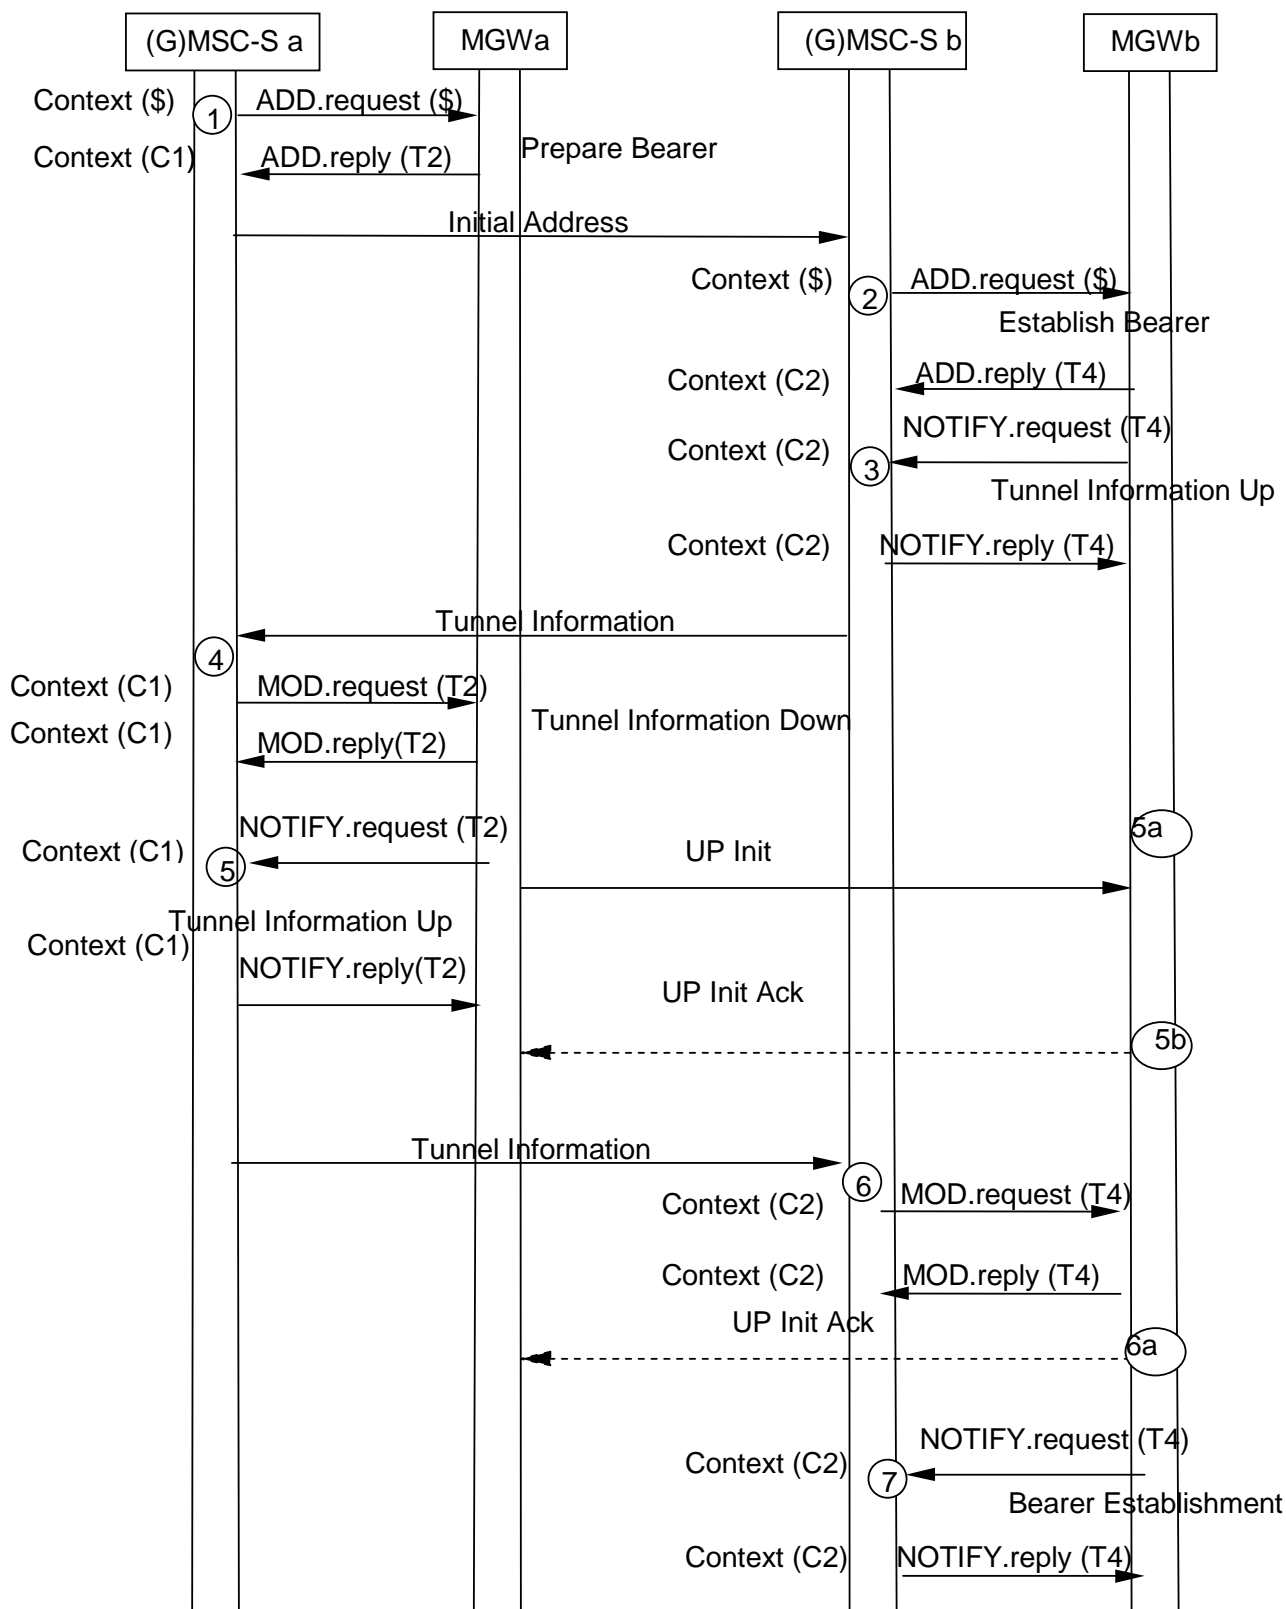 (G)MSC-S a
MGWa
(G)MSC-S b
MGWb
Context ($)
1
ADD.request ($)
Context (C1)
ADD.reply (T2)
Prepare Bearer
Initial Address
Context ($)
2
ADD.request ($)
Establish Bearer
Context (C2)
ADD.reply (T4)
NOTIFY.request (T4)
Context (C2)
3
Tunnel Information Up
Context (C2)
NOTIFY.reply (T4)
Tunnel Information
4
Context (C1)
MOD.request (T2)
Tunnel Information Down
Context (C1)
MOD.reply(T2)
NOTIFY.request (T2)
5a
Context (C1)
5
UP Init
Tunnel Information Up
Context (C1)
NOTIFY.reply(T2)
UP Init Ack
5b
Tunnel Information
6
Context (C2)
MOD.request (T4)
Context (C2)
MOD.reply (T4)
UP Init Ack
6a
NOTIFY.request (T4)
Context (C2)
7
Bearer Establishment
Context (C2)
NOTIFY.reply (T4)